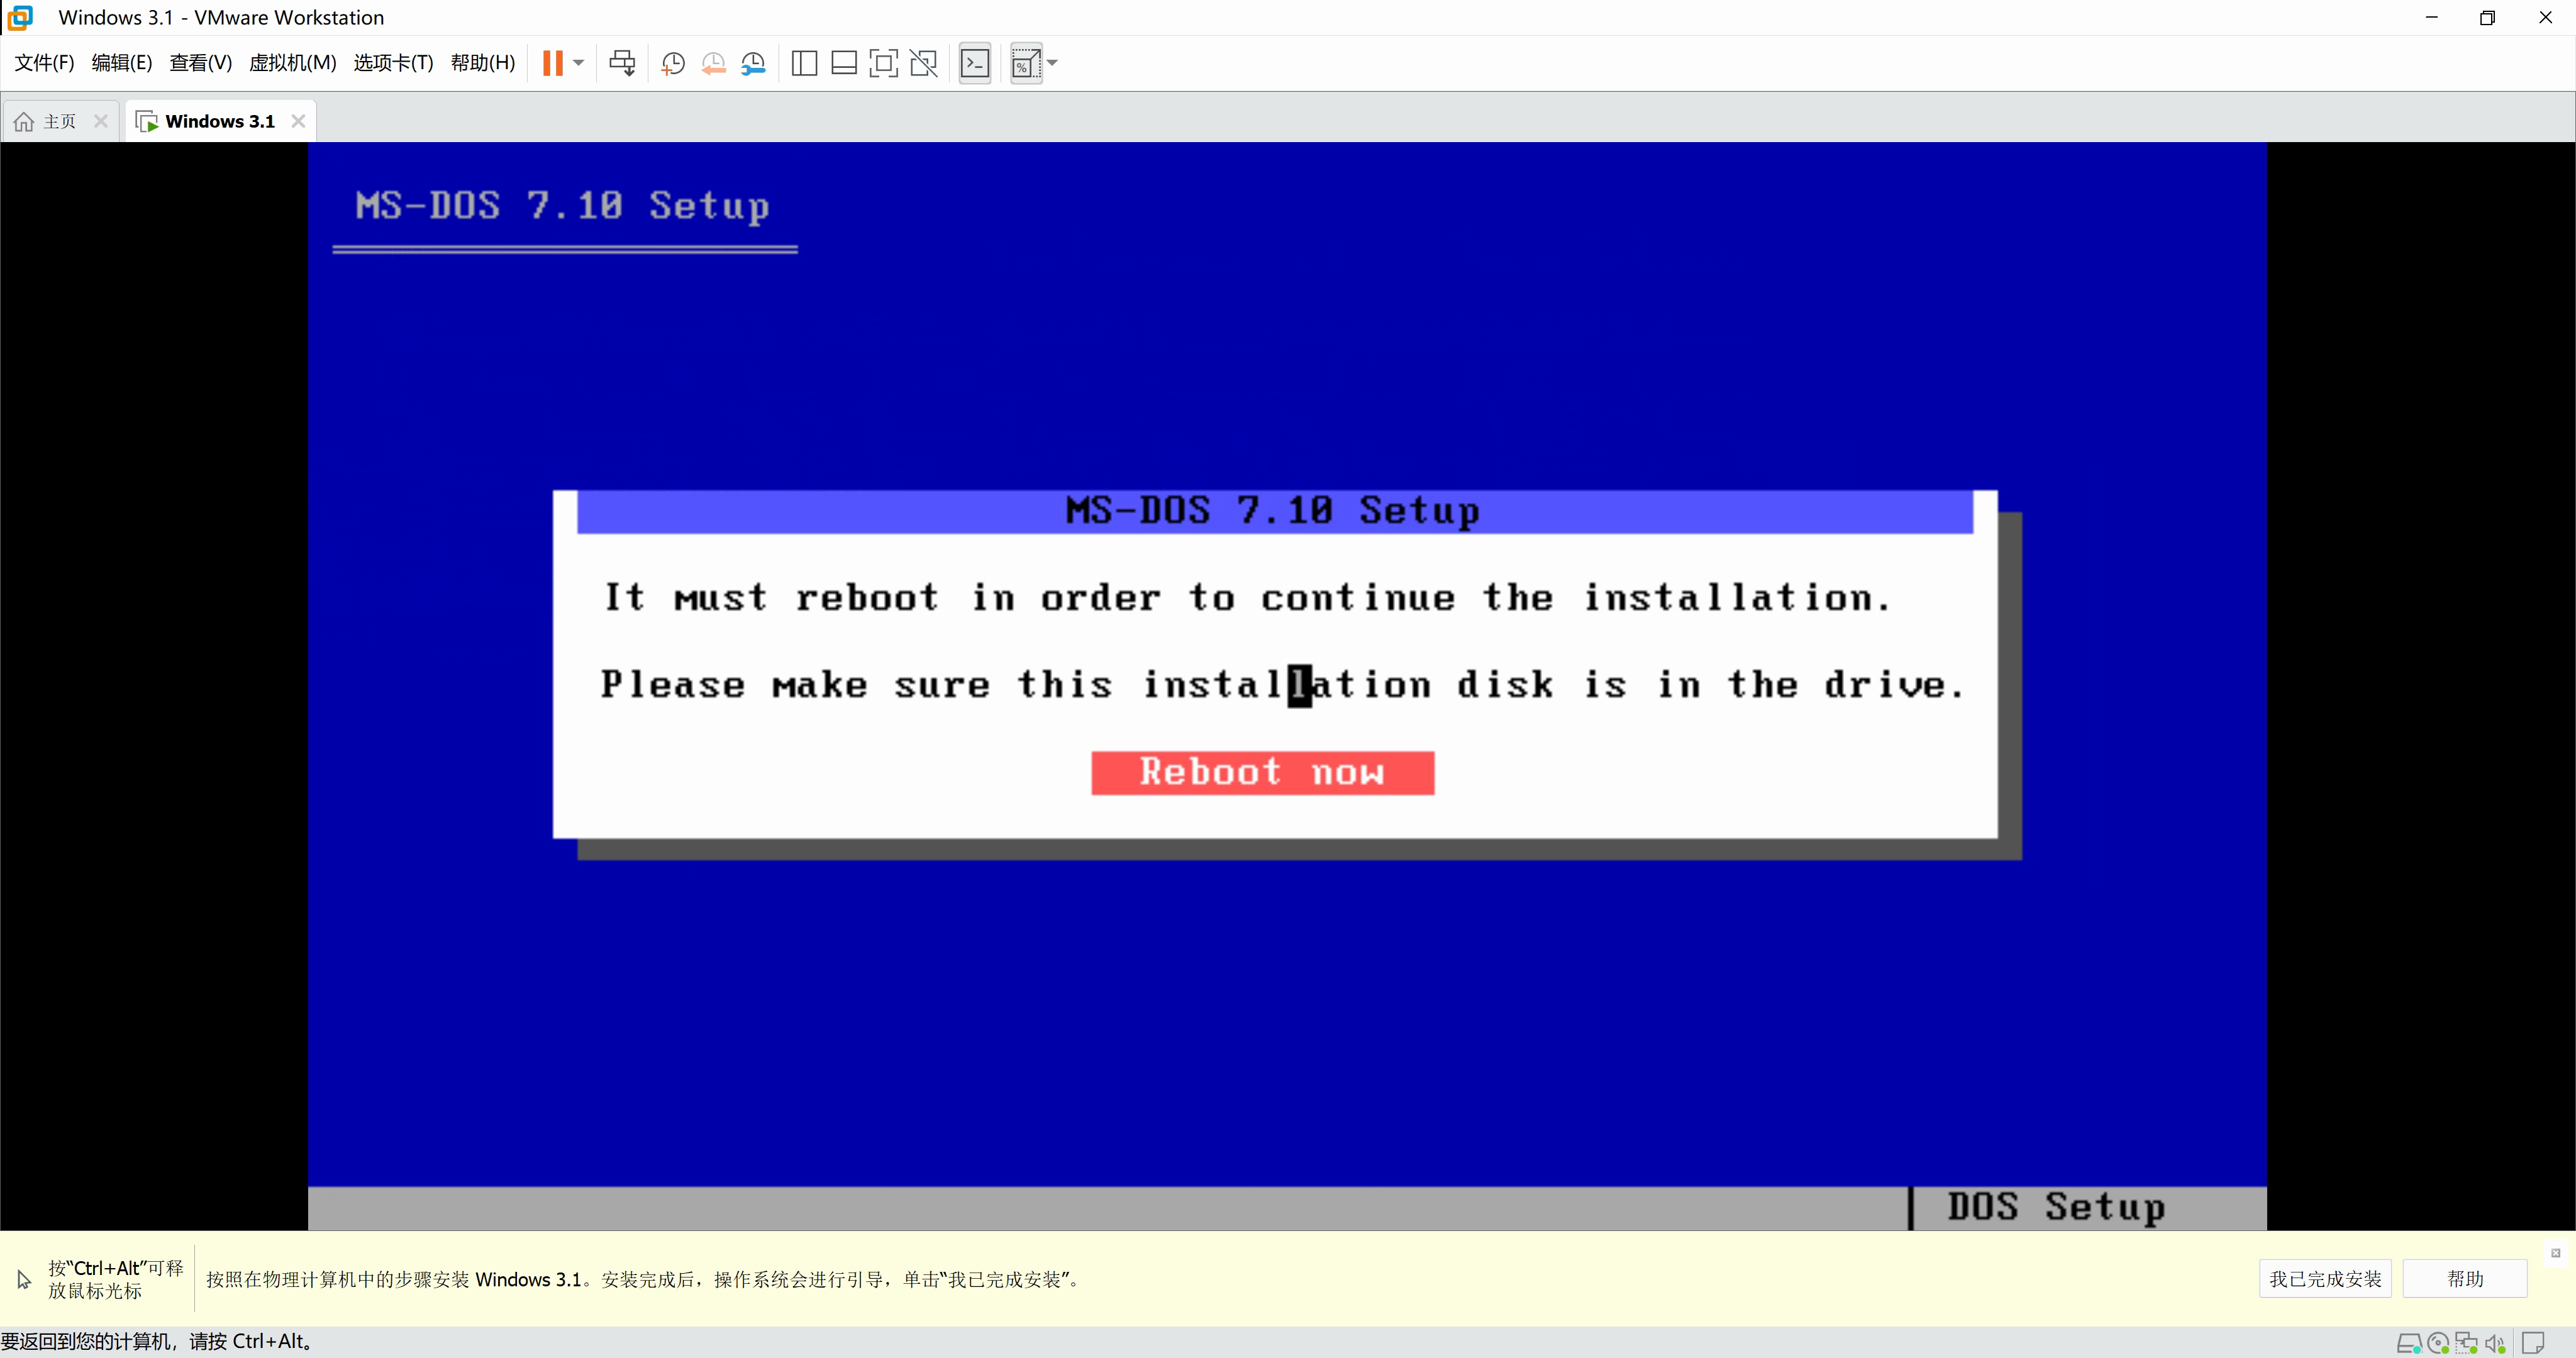 Windows 3.1 - VMware Workstation
文件(F) 编辑(E) 查看(V) 虚拟机(M) 选项卡(T) 帮助(H)
主页 Windows 3.1
MS-DOS 7.10 Setup
MS-DOS 7.10 Setup
It must reboot in order to continue the installation.
Please make sure this installation disk is in the drive.
Reboot now
DOS Setup
按“Ctrl+Alt”可释
放鼠标光标
按照在物理计算机中的步骤安装 Windows 3.1。安装完成后，操作系统会进行引导，单击“我已完成安装”。
我已完成安装 帮助
要返回到您的计算机，请按 Ctrl+Alt。